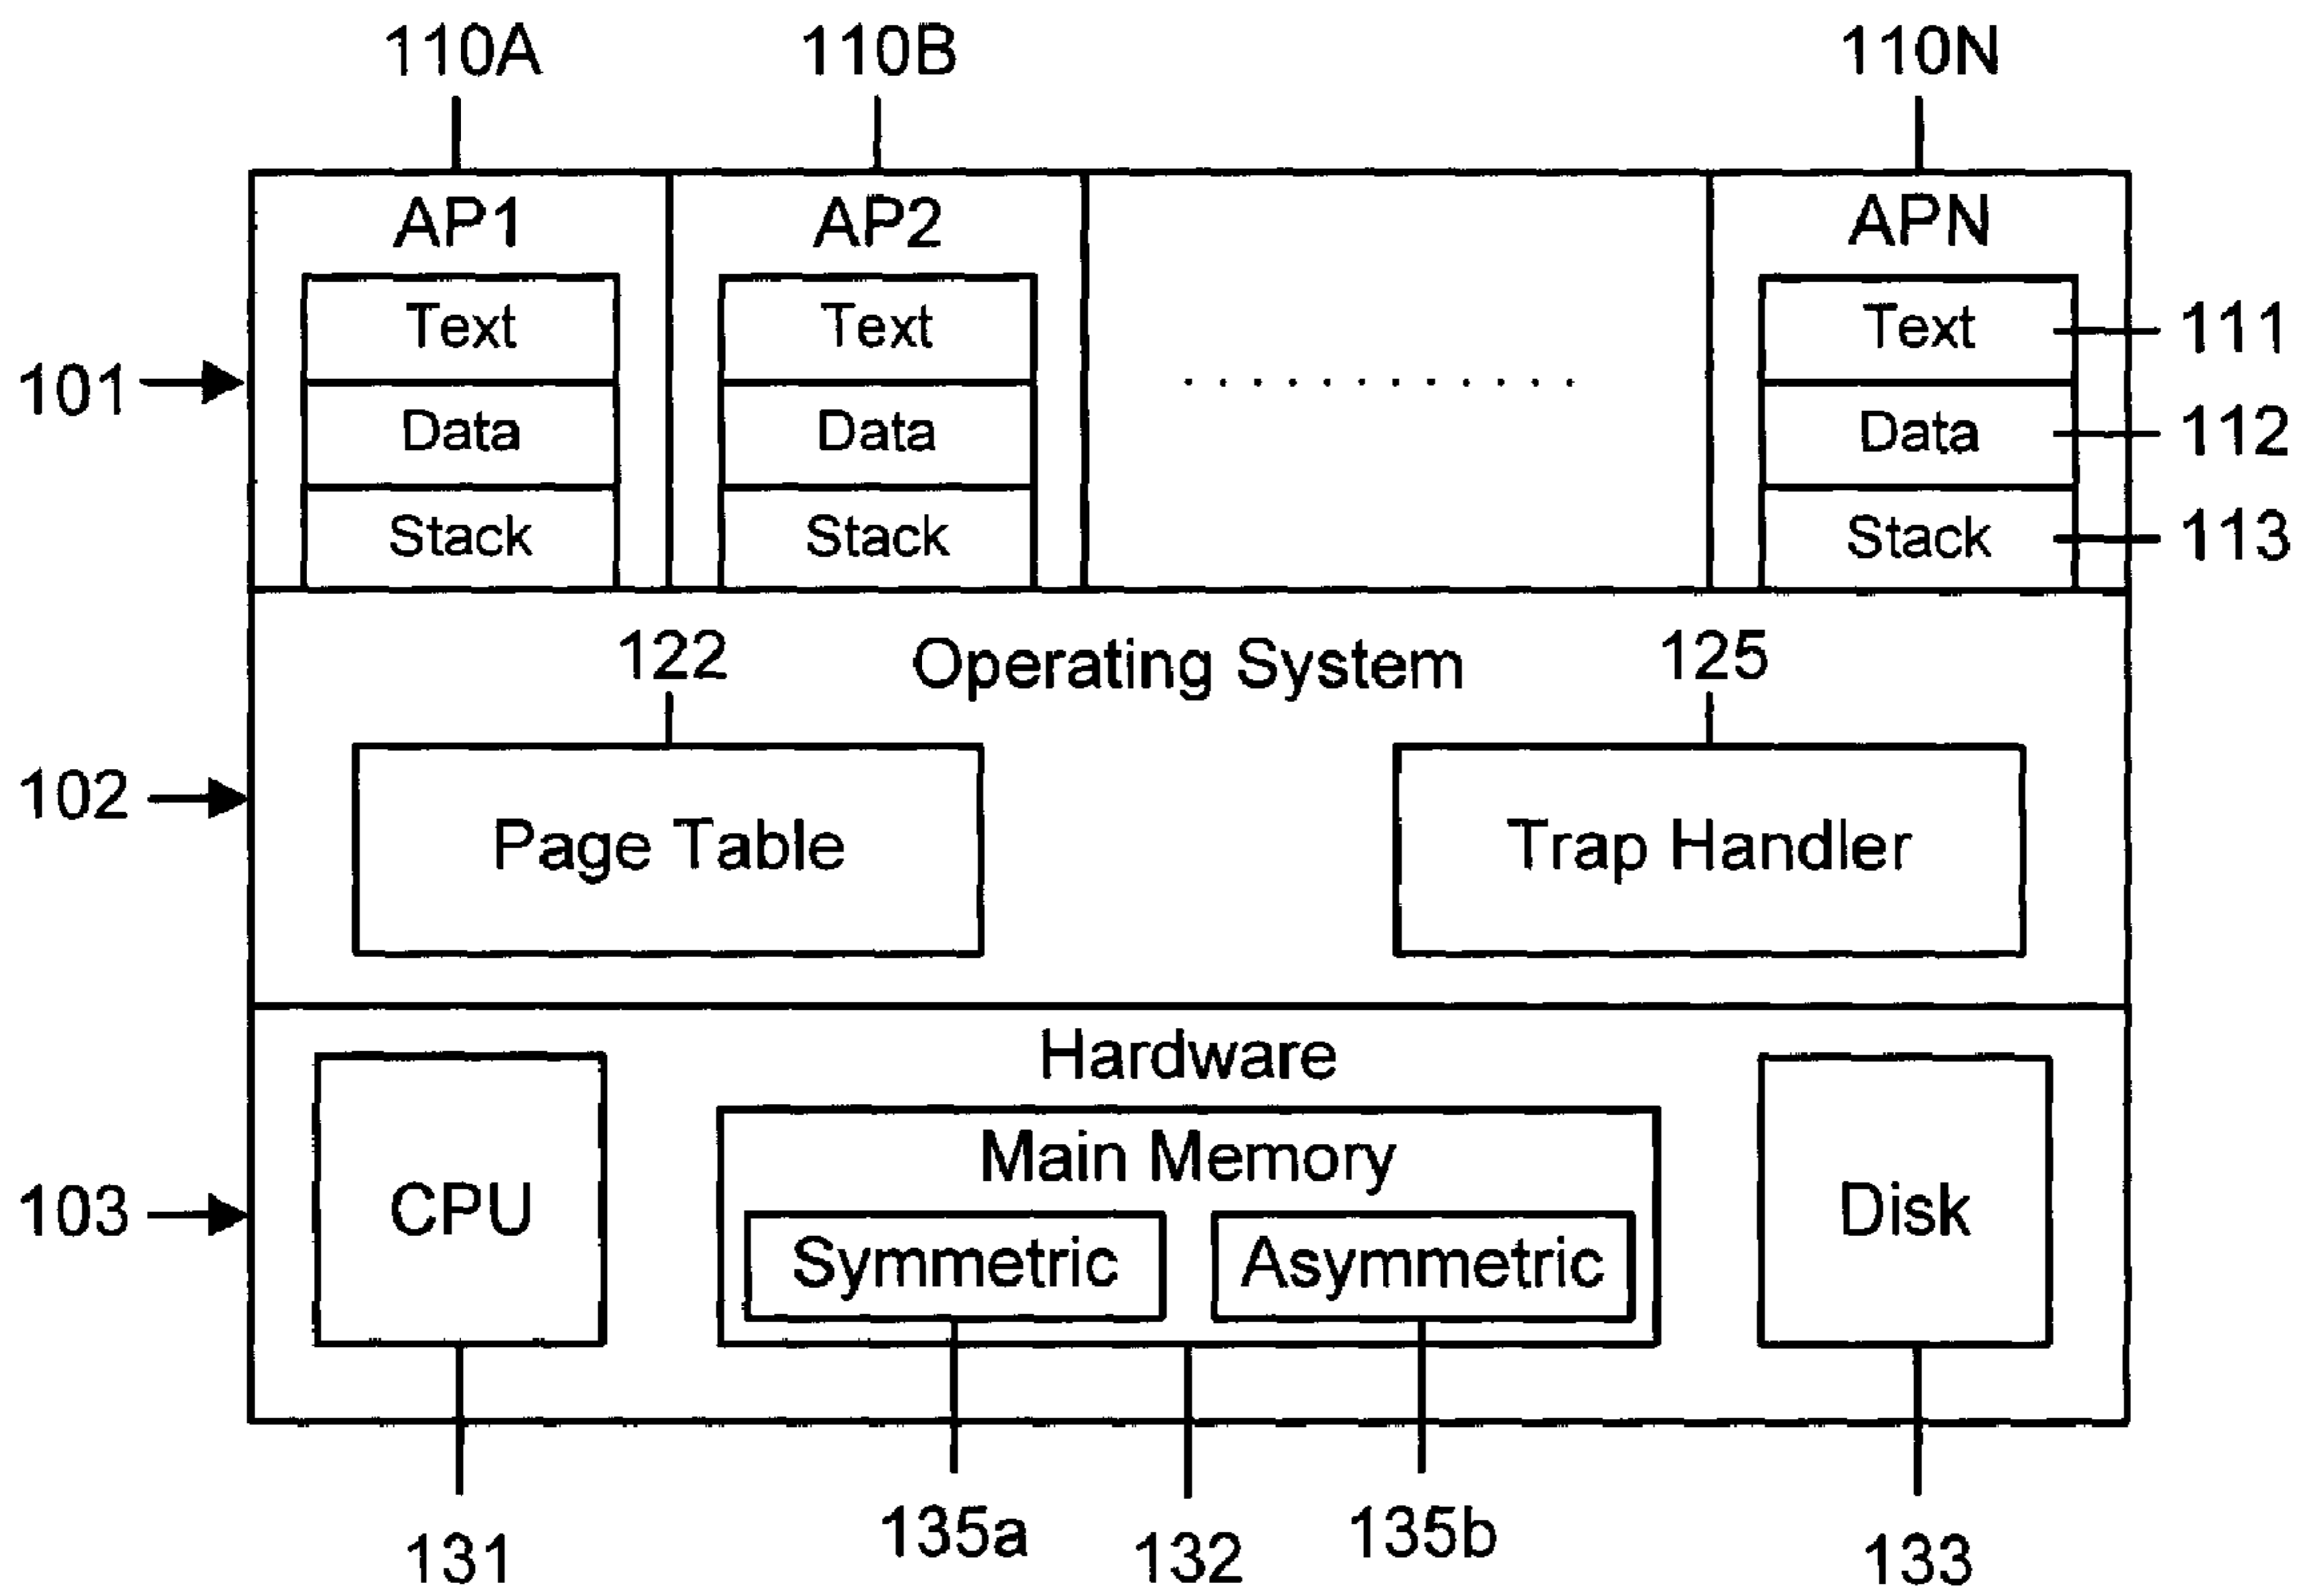 110A 110B 110N
AP1 AP2 APN
Text Text Text 111
101 . . . . . . . . . . . .
Data Data Data 112
Stack Stack Stack 113
122 Operating System 125
102
Page Table Trap Handler
Hardware
Main Memory
103 CPU Disk
Symmetric Asymmetric
135a 135b
131 132 133